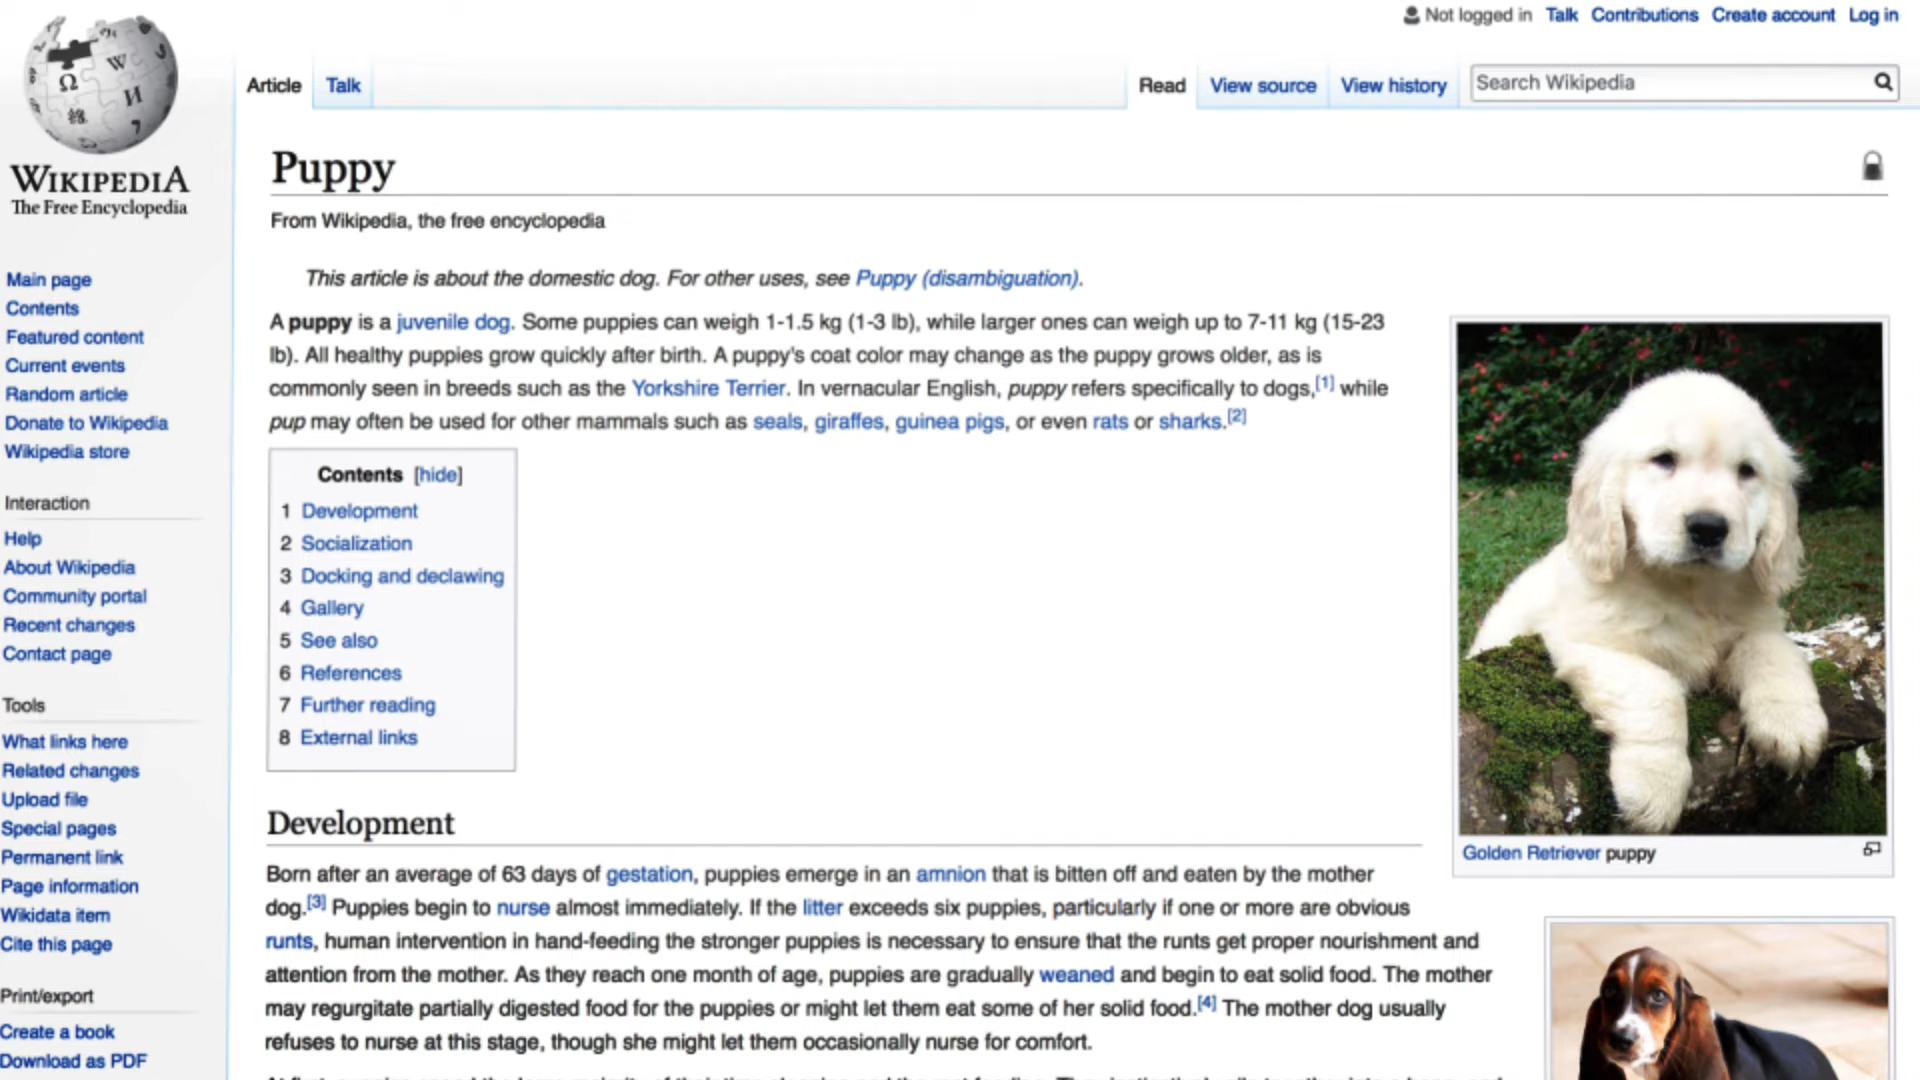 Not logged in Talk Contributions Create account Log in
Article Talk Read View source View history Search Wikipedia
WIKIPEDIA
The Free Encyclopedia
Main page
Contents
Featured content
Current events
Random article
Donate to Wikipedia
Wikipedia store
Interaction
Help
About Wikipedia
Community portal
Recent changes
Contact page
Tools
What links here
Related changes
Upload file
Special pages
Permanent link
Page information
Wikidata item
Cite this page
Print/export
Create a book
Download as PDF
Puppy
From Wikipedia, the free encyclopedia
This article is about the domestic dog. For other uses, see Puppy (disambiguation).
A puppy is a juvenile dog. Some puppies can weigh 1-1.5 kg (1-3 lb), while larger ones can weigh up to 7-11 kg (15-23
lb). All healthy puppies grow quickly after birth. A puppy's coat color may change as the puppy grows older, as is
commonly seen in breeds such as the Yorkshire Terrier. In vernacular English, puppy refers specifically to dogs,[1] while
pup may often be used for other mammals such as seals, giraffes, guinea pigs, or even rats or sharks.[2]
Contents [hide]
1 Development
2 Socialization
3 Docking and declawing
4 Gallery
5 See also
6 References
7 Further reading
8 External links
Golden Retriever puppy
Development
Born after an average of 63 days of gestation, puppies emerge in an amnion that is bitten off and eaten by the mother
dog.[3] Puppies begin to nurse almost immediately. If the litter exceeds six puppies, particularly if one or more are obvious
runts, human intervention in hand-feeding the stronger puppies is necessary to ensure that the runts get proper nourishment and
attention from the mother. As they reach one month of age, puppies are gradually weaned and begin to eat solid food. The mother
may regurgitate partially digested food for the puppies or might let them eat some of her solid food.[4] The mother dog usually
refuses to nurse at this stage, though she might let them occasionally nurse for comfort.